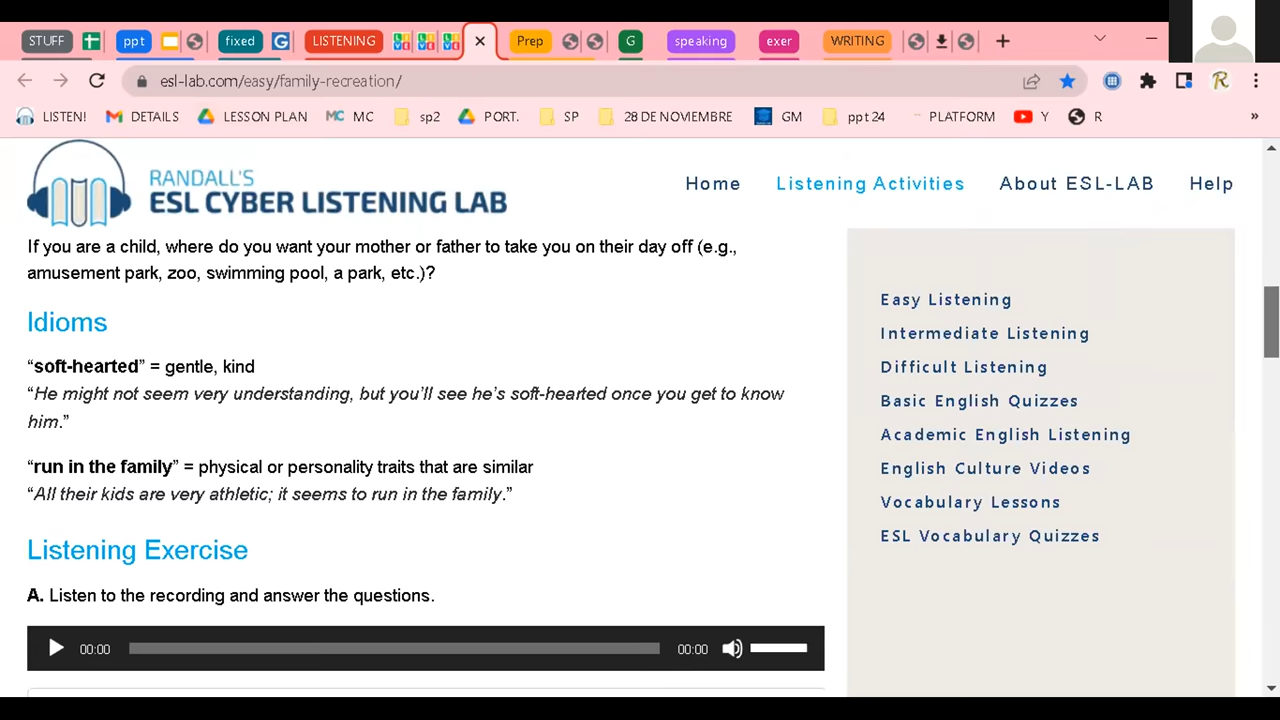 STUFF ppt fixed LISTENING Prep G speaking exer WRITING
esl-lab.com/easy/family-recreation/
LISTEN! DETAILS LESSON PLAN MC MC sp2 PORT. SP 28 DE NOVIEMBRE GM ppt 24 PLATFORM Y R »
RANDALL'S
ESL CYBER LISTENING LAB
Home Listening Activities About ESL-LAB Help
If you are a child, where do you want your mother or father to take you on their day off (e.g.,
amusement park, zoo, swimming pool, a park, etc.)?
Idioms
“soft-hearted” = gentle, kind
“He might not seem very understanding, but you’ll see he’s soft-hearted once you get to know
him.”
“run in the family” = physical or personality traits that are similar
“All their kids are very athletic; it seems to run in the family.”
Listening Exercise
A. Listen to the recording and answer the questions.
00:00 00:00
Easy Listening
Intermediate Listening
Difficult Listening
Basic English Quizzes
Academic English Listening
English Culture Videos
Vocabulary Lessons
ESL Vocabulary Quizzes